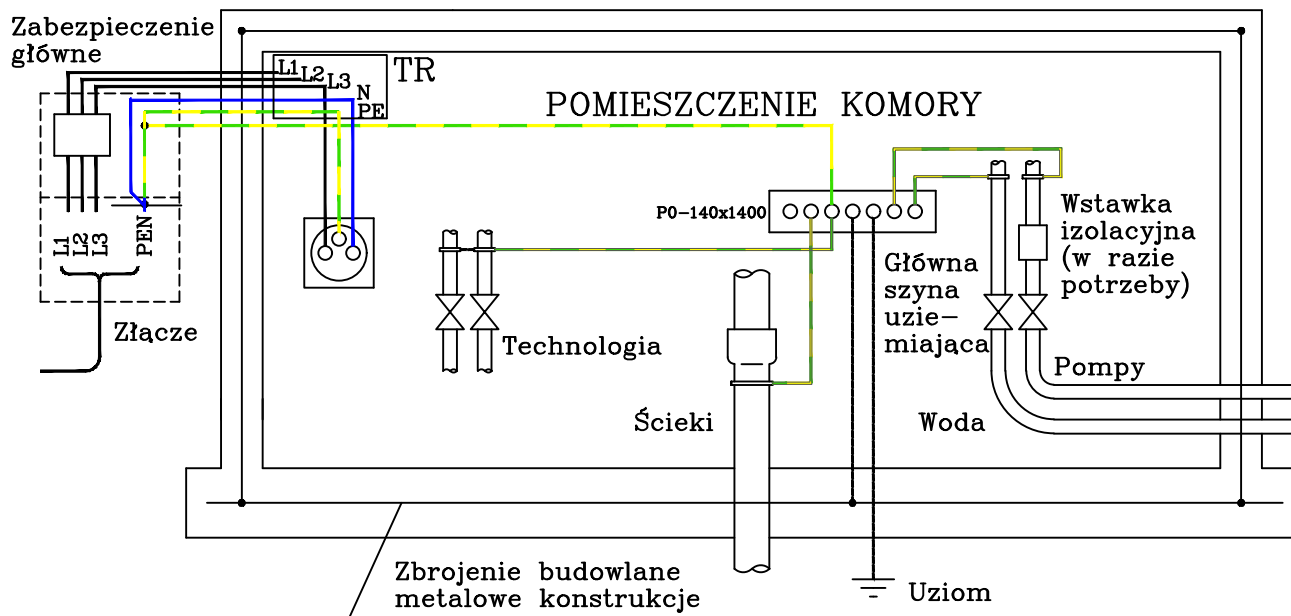 Zabezpieczenie
główne
L1
L2
L3
N
PE
TR
POMIESZCZENIE KOMORY
P0-140x1400
L1
L2
L3
PEN
Złącze
Technologia
Ścieki
Główna
szyna
uzie-
miająca
Wstawka
izolacyjna
(w razie
potrzeby)
Pompy
Woda
Zbrojenie budowlane
metalowe konstrukcje
Uziom